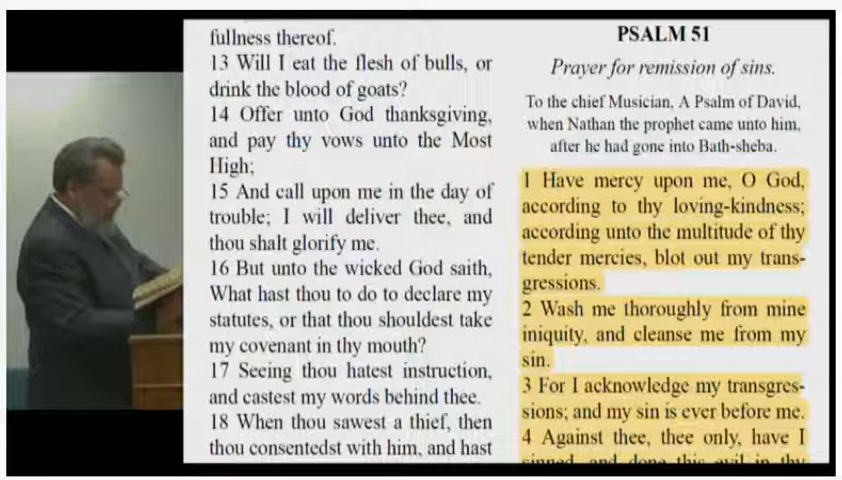 fullness thereof.
13 Will I eat the flesh of bulls, or
drink the blood of goats?
14 Offer unto God thanksgiving,
and pay thy vows unto the Most
High;
15 And call upon me in the day of
trouble; I will deliver thee, and
thou shalt glorify me.
16 But unto the wicked God saith,
What hast thou to do to declare my
statutes, or that thou shouldest take
my covenant in thy mouth?
17 Seeing thou hatest instruction,
and castest my words behind thee.
18 When thou sawest a thief, then
thou consentedst with him, and hast
PSALM 51
Prayer for remission of sins.
To the chief Musician, A Psalm of David,
when Nathan the prophet came unto him,
after he had gone into Bath-sheba.
1 Have mercy upon me, O God,
according to thy loving-kindness;
according unto the multitude of thy
tender mercies, blot out my trans-
gressions.
2 Wash me thoroughly from mine
iniquity, and cleanse me from my
sin.
3 For I acknowledge my transgres-
sions; and my sin is ever before me.
4 Against thee, thee only, have I
sinned, and done this evil in thy